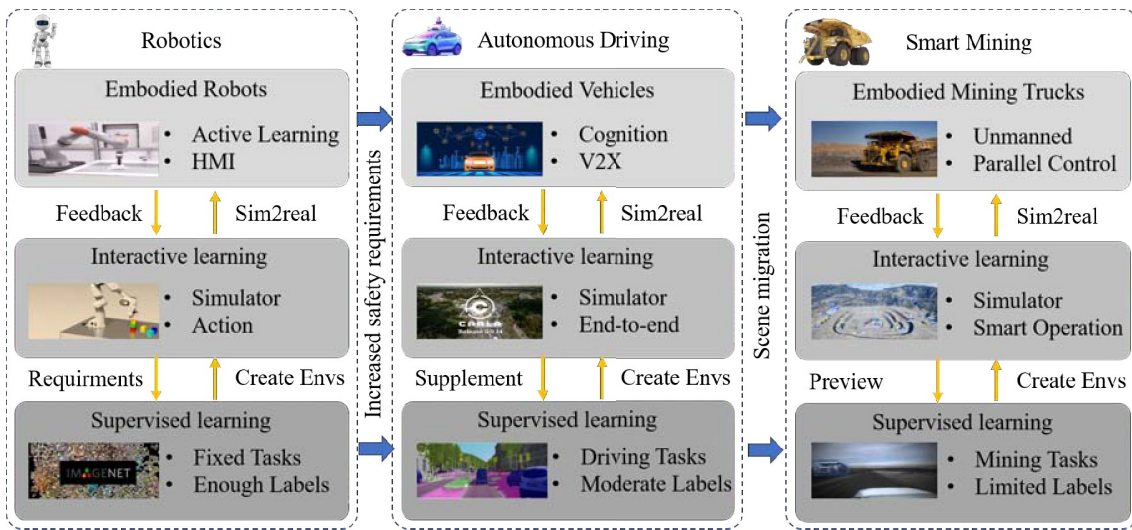 Robotics
Embodied Robots
• Active Learning
• HMI
Feedback
Sim2real
Interactive learning
• Simulator
• Action
Requirments
Create Envs
Supervised learning
IMAGENET
• Fixed Tasks
• Enough Labels
Increased safety requirements
Autonomous Driving
Embodied Vehicles
• Cognition
• V2X
Feedback
Sim2real
Interactive learning
CARLA
• Simulator
• End-to-end
Supplement
Create Envs
Supervised learning
• Driving Tasks
• Moderate Labels
Scene migration
Smart Mining
Embodied Mining Trucks
• Unmanned
• Parallel Control
Feedback
Sim2real
Interactive learning
• Simulator
• Smart Operation
Preview
Create Envs
Supervised learning
• Mining Tasks
• Limited Labels